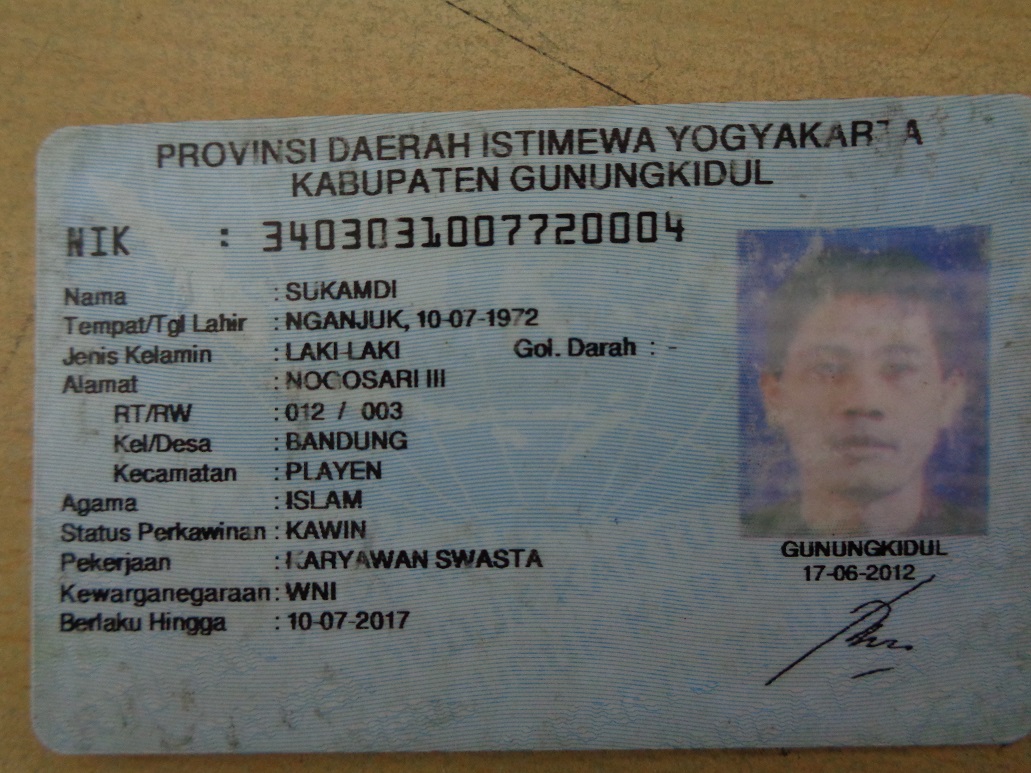 PROVINSI DAERAH ISTIMEWA YOGYAKARTA
KABUPATEN GUNUNGKIDUL
NIK : 3403031007720004
Nama : SUKAMDI
Tempat/Tgl Lahir : NGANJUK, 10-07-1972
Jenis Kelamin : LAKI-LAKI Gol. Darah : -
Alamat : NOGOSARI III
RT/RW : 012 / 003
Kel/Desa : BANDUNG
Kecamatan : PLAYEN
Agama : ISLAM
Status Perkawinan : KAWIN
Pekerjaan : KARYAWAN SWASTA
Kewarganegaraan : WNI
Berlaku Hingga : 10-07-2017
GUNUNGKIDUL
17-06-2012